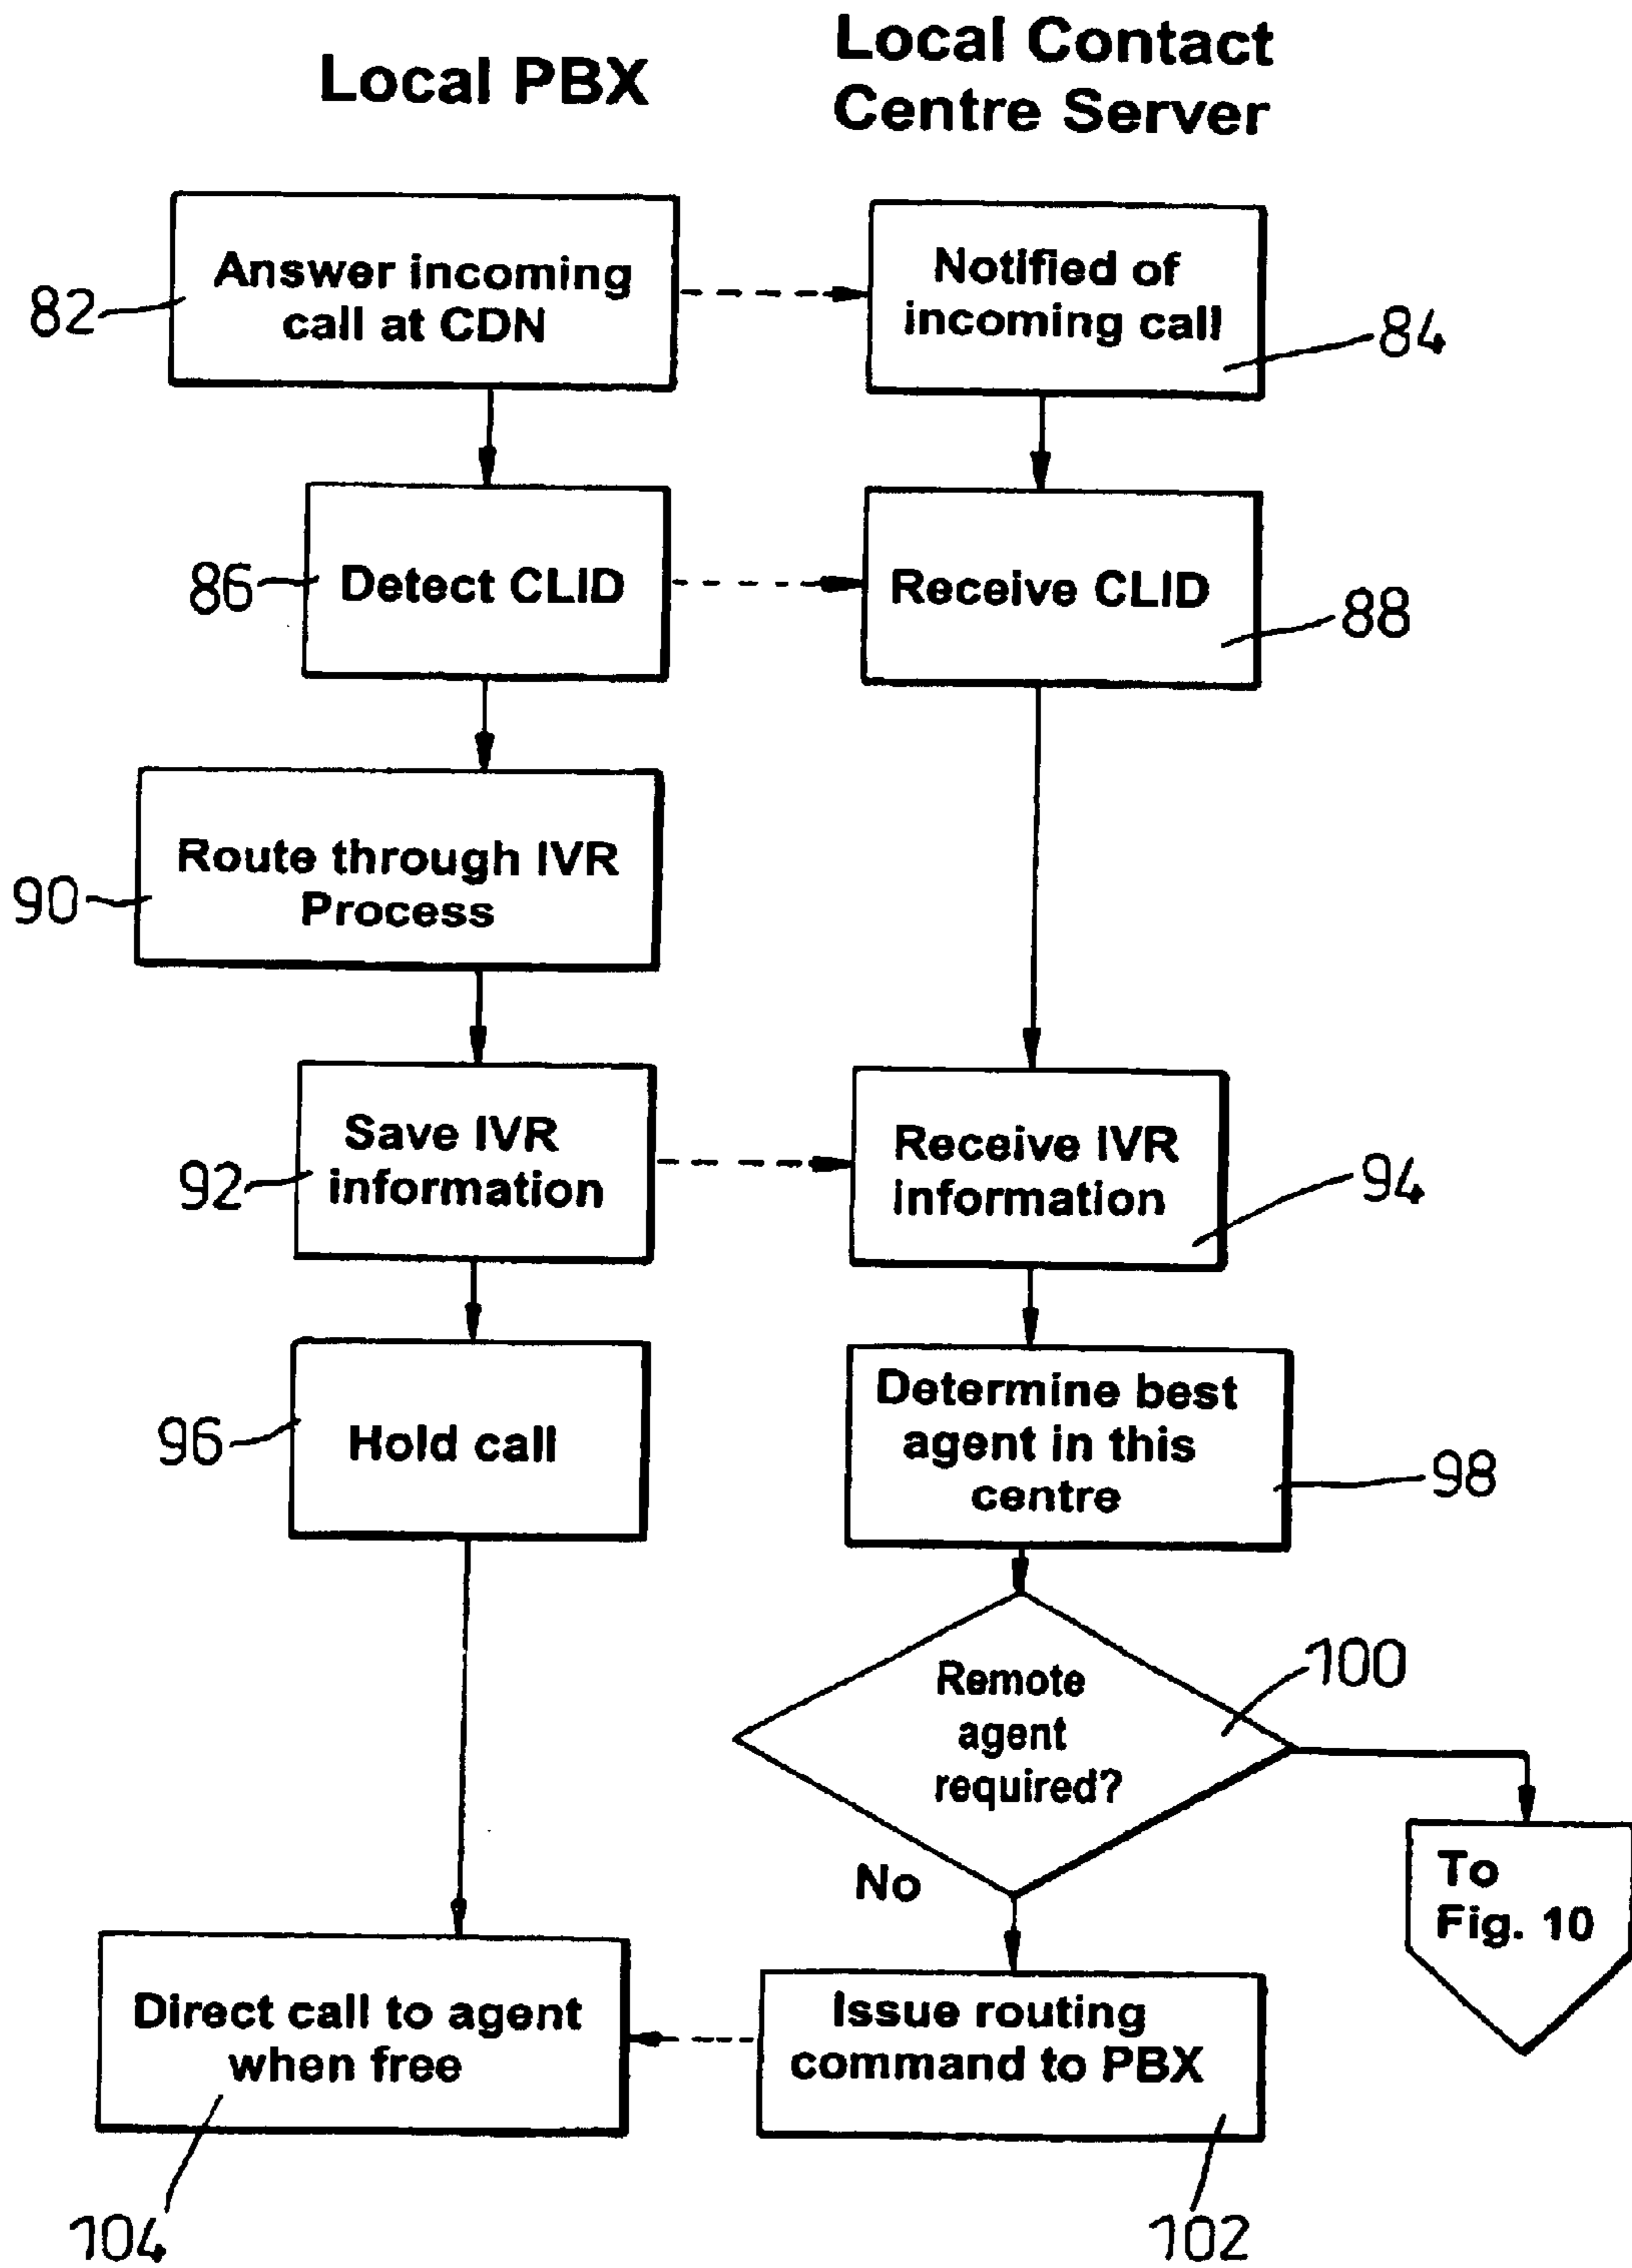 Local PBX
Local Contact
Centre Server
Answer incoming
call at CDN
82
Notified of
incoming call
84
Detect CLID
86
Receive CLID
88
Route through IVR
Process
90
Save IVR
information
92
Receive IVR
information
94
Hold call
96
Determine best
agent in this
centre
98
Remote
agent
required?
100
No
To
Fig. 10
Direct call to agent
when free
104
Issue routing
command to PBX
102